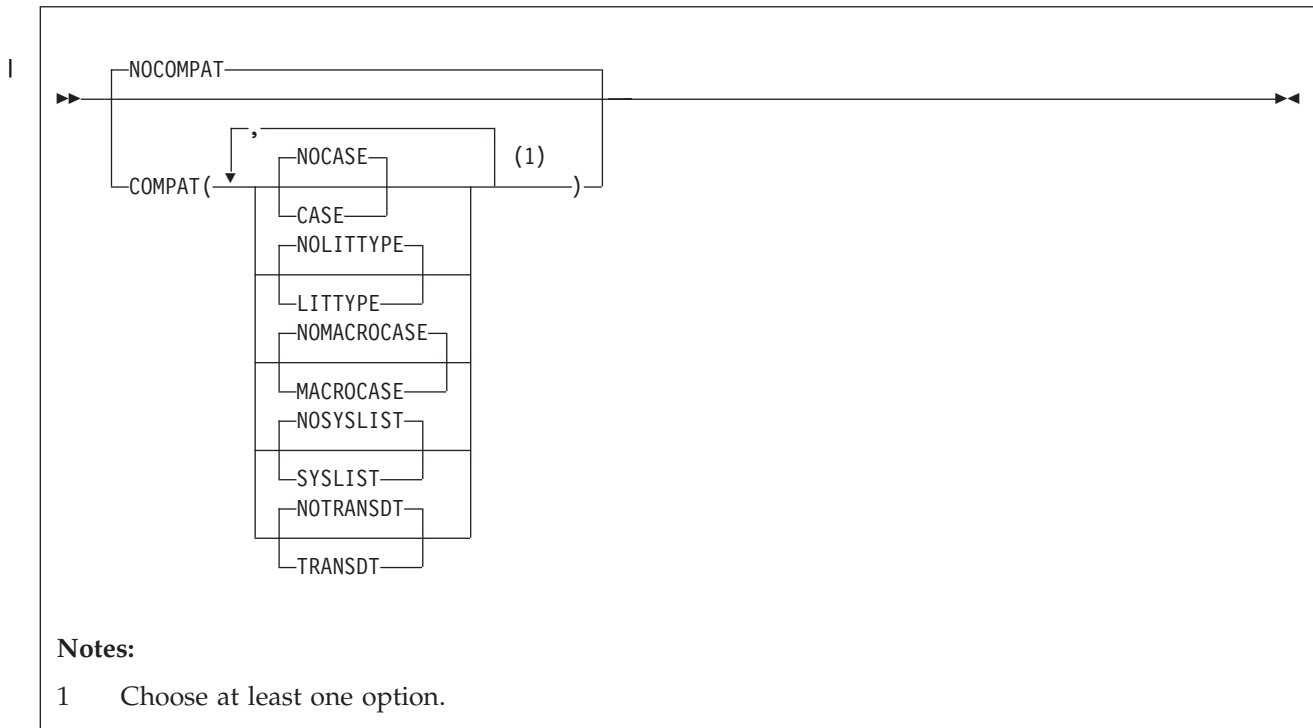 |
NOCOMPAT
,
NOCASE
(1)
COMPAT(
)
CASE
NOLITTYPE
LITTYPE
NOMACROCASE
MACROCASE
NOSYSLIST
SYSLIST
NOTRANSDT
TRANSDT
Notes:
1 Choose at least one option.